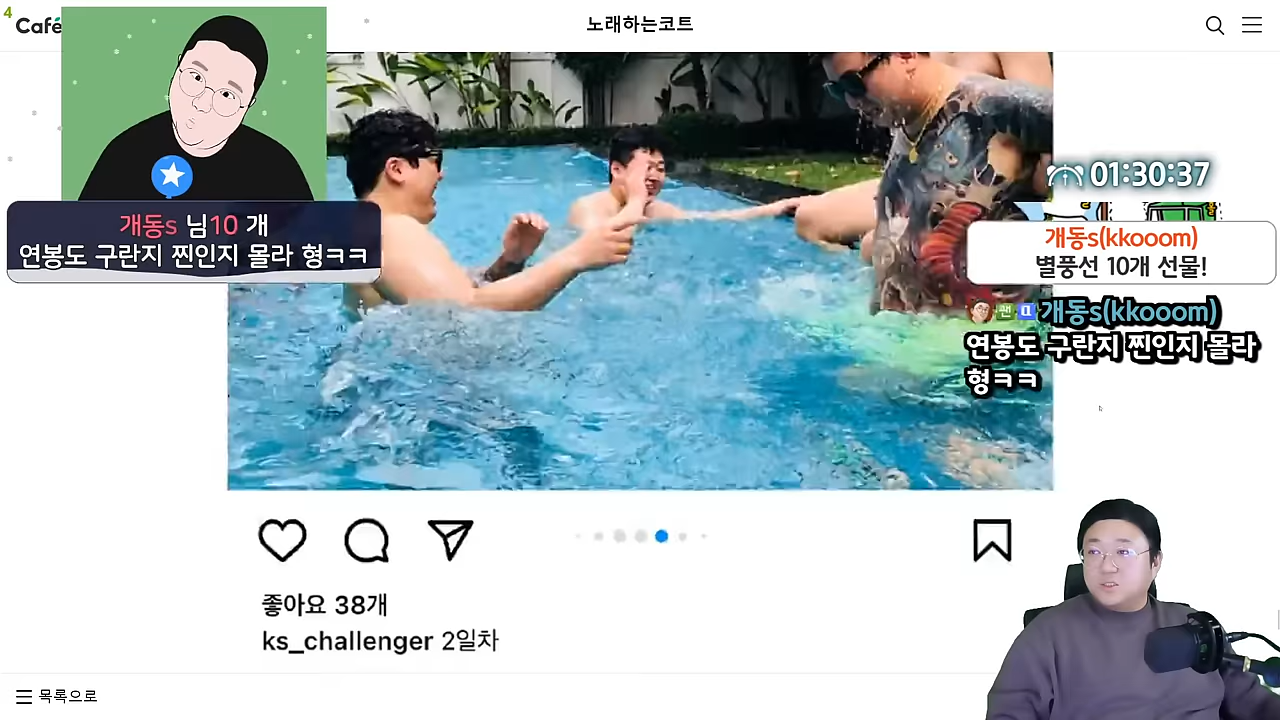 4
Café
노래하는코트
개동s 님10 개
연봉도 구란지 찐인지 몰라 형ㅋㅋ
01:30:37
개동s(kkooom)
별풍선 10개 선물!
팬 개동s(kkooom)
연봉도 구란지 찐인지 몰라
형ㅋㅋ
좋아요 38개
ks_challenger 2일차
목록으로